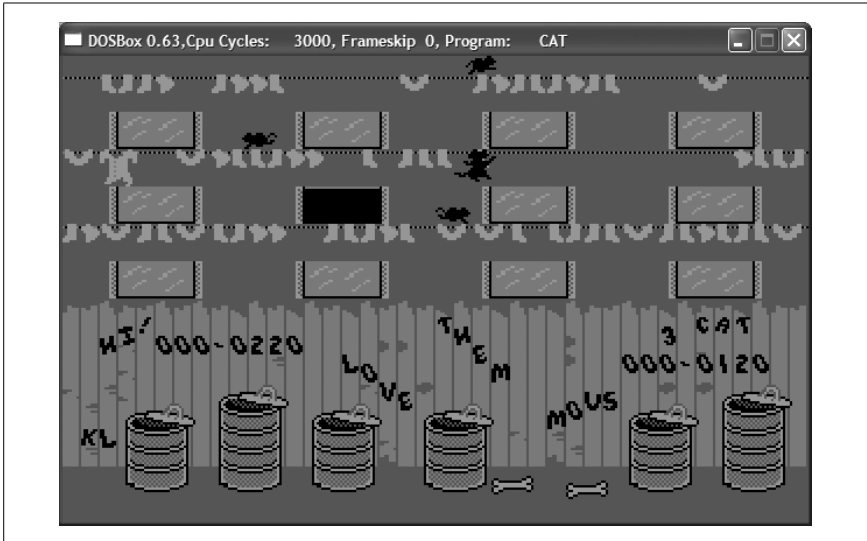 DOSBox 0.63,Cpu Cycles: 3000, Frameskip 0, Program: CAT
HI!
000-0220
LOVE
THEM
3 CAT
000-0120
MOUS
KL